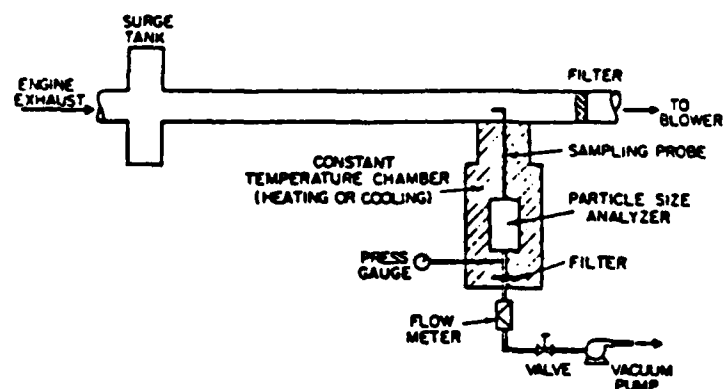 SURGE
TANK
ENGINE
EXHAUST
FILTER
TO
BLOWER
SAMPLING PROBE
CONSTANT
TEMPERATURE CHAMBER
(HEATING OR COOLING)
PARTICLE SIZE
ANALYZER
PRESS
GAUGE
FILTER
FLOW
METER
VALVE
VACUUM
PUMP